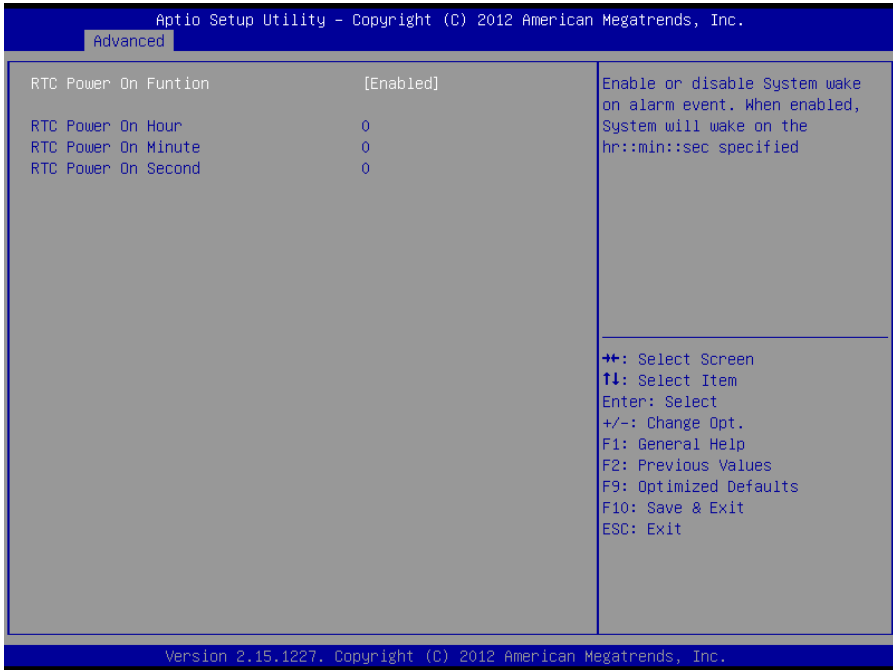 Aptio Setup Utility – Copyright (C) 2012 American Megatrends, Inc.
Advanced
RTC Power On Funtion [Enabled]
RTC Power On Hour 0
RTC Power On Minute 0
RTC Power On Second 0
Enable or disable System wake
on alarm event. When enabled,
System will wake on the
hr::min::sec specified
→←: Select Screen
↑↓: Select Item
Enter: Select
+/-: Change Opt.
F1: General Help
F2: Previous Values
F9: Optimized Defaults
F10: Save & Exit
ESC: Exit
Version 2.15.1227. Copyright (C) 2012 American Megatrends, Inc.